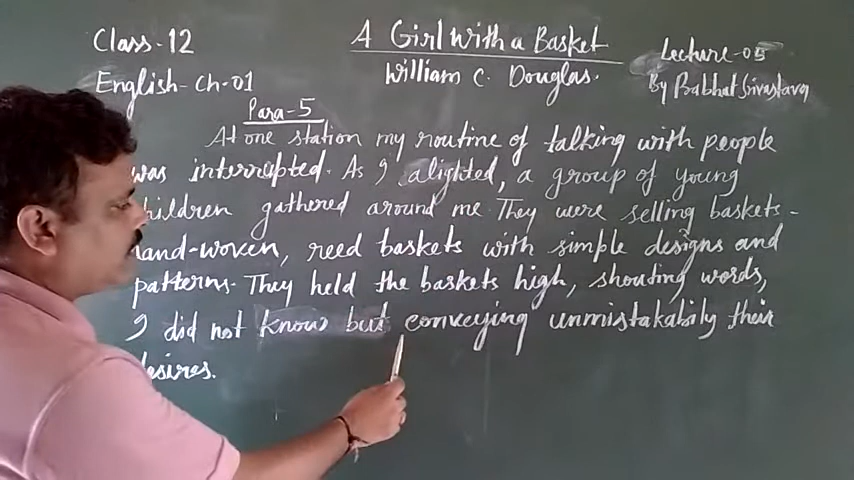 Class-12
A Girl With a Basket
Lecture-05
English-Ch-01
William C. Douglas.
By Prabhat Srivastava
Para-5
At one station my routine of talking with people
was interrupted. As I alighted, a group of young
children gathered around me. They were selling baskets-
hand-woven, reed baskets with simple designs and
patterns. They held the baskets high, shouting words,
I did not know but conveying unmistakabily their
desires.